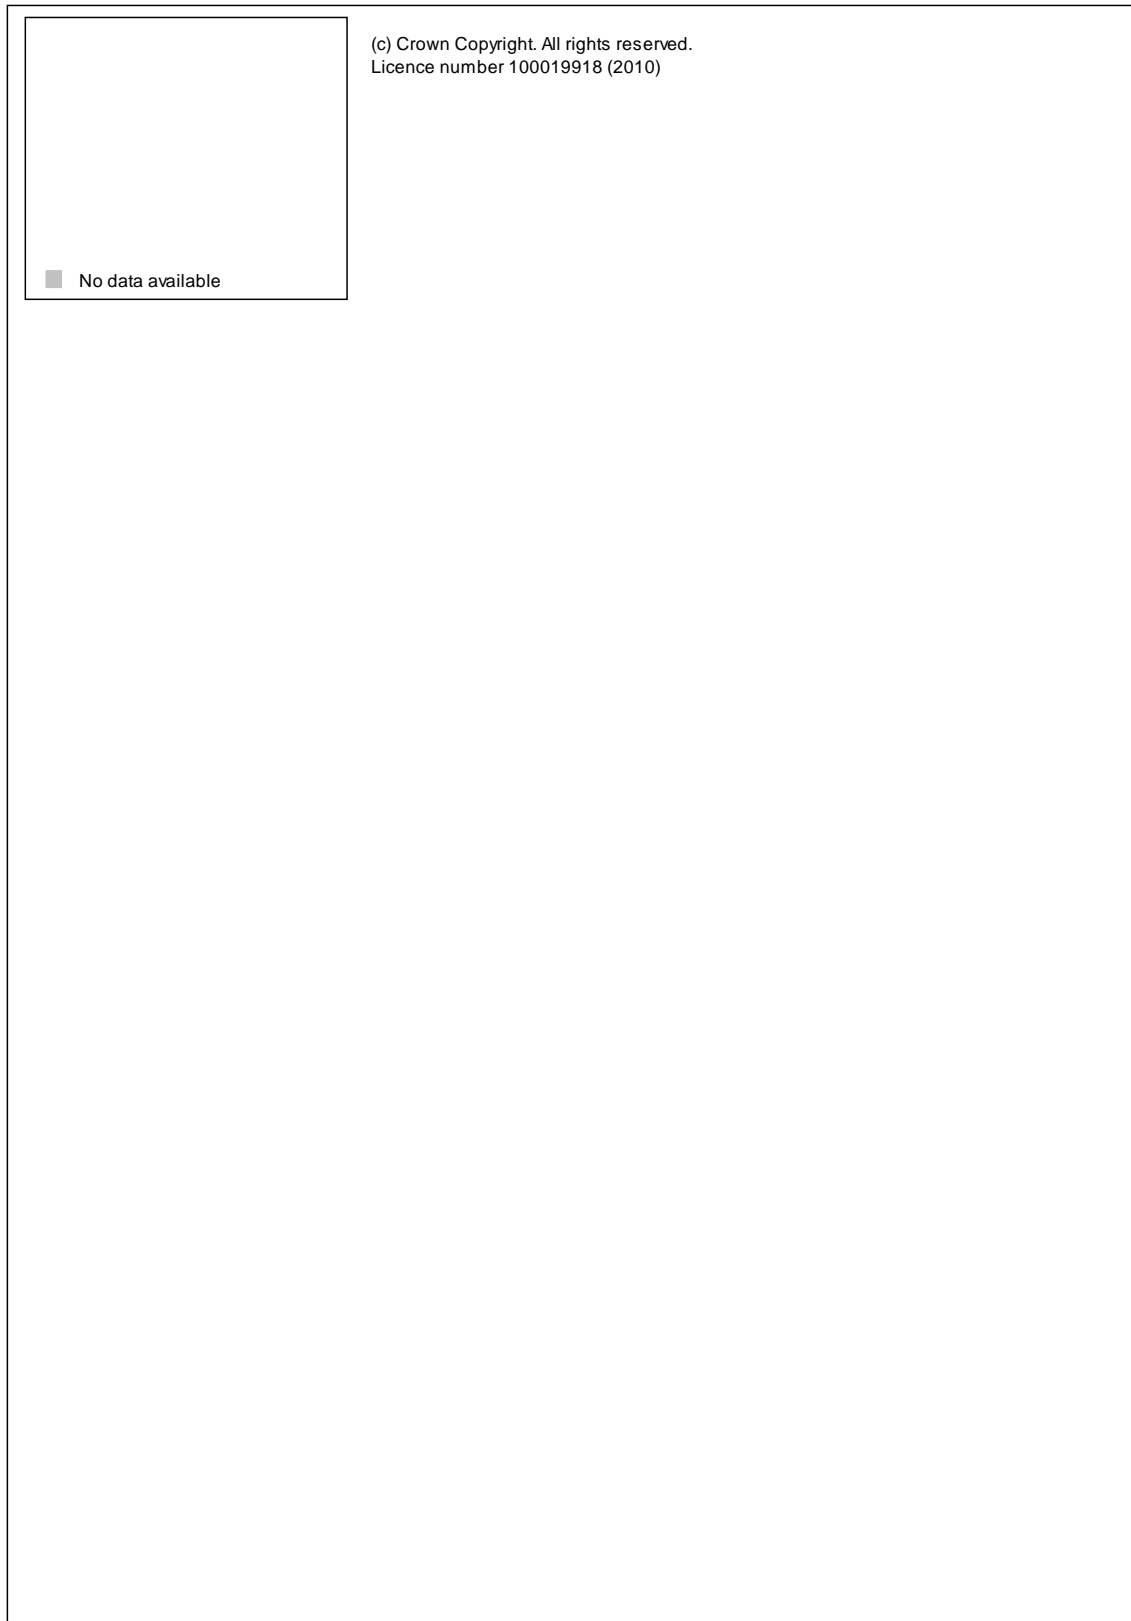 (c) Crown Copyright. All rights reserved.
Licence number 100019918 (2010)
No data available